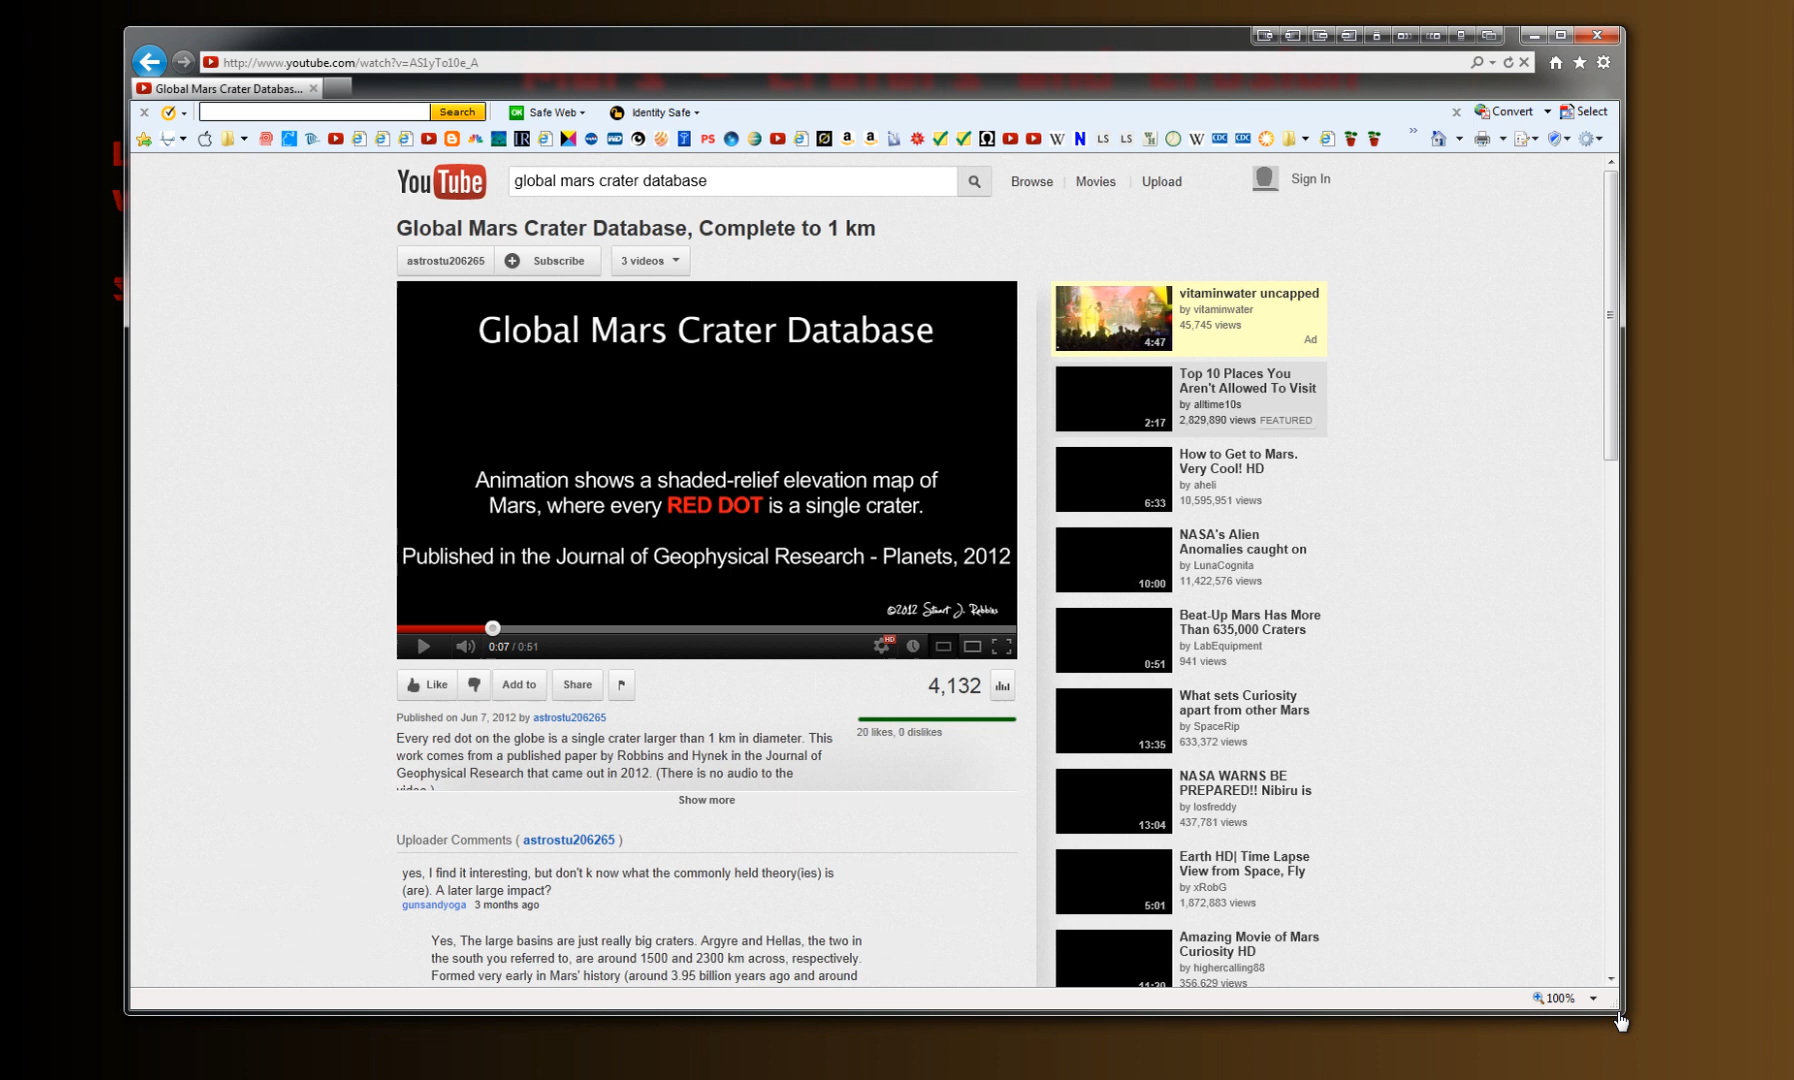 http://www.youtube.com/watch?v=AS1yTo10e_A
Global Mars Crater Databas...
Search
OK Safe Web
Identity Safe
Convert
Select
YouTube
global mars crater database
Browse
Movies
Upload
Sign In
Global Mars Crater Database, Complete to 1 km
astrostu206265
Subscribe
3 videos
Global Mars Crater Database
Animation shows a shaded-relief elevation map of
Mars, where every RED DOT is a single crater.
Published in the Journal of Geophysical Research - Planets, 2012
©2012 Stuart J. Robbins
0:07 / 0:51
HD
Like
Add to
Share
4,132
Published on Jun 7, 2012 by astrostu206265
20 likes, 0 dislikes
Every red dot on the globe is a single crater larger than 1 km in diameter. This
work comes from a published paper by Robbins and Hynek in the Journal of
Geophysical Research that came out in 2012. (There is no audio to the
video.)
Show more
Uploader Comments ( astrostu206265 )
yes, I find it interesting, but don't k now what the commonly held theory(ies) is
(are). A later large impact?
gunsandyoga 3 months ago
Yes, The large basins are just really big craters. Argyre and Hellas, the two in
the south you referred to, are around 1500 and 2300 km across, respectively.
Formed very early in Mars' history (around 3.95 billion years ago and around
vitaminwater uncapped
by vitaminwater
45,745 views
Ad
4:47
Top 10 Places You
Aren't Allowed To Visit
by alltime10s
2,829,890 views FEATURED
2:17
How to Get to Mars.
Very Cool! HD
by aheli
10,595,951 views
6:33
NASA's Alien
Anomalies caught on
by LunaCognita
11,422,576 views
10:00
Beat-Up Mars Has More
Than 635,000 Craters
by LabEquipment
941 views
0:51
What sets Curiosity
apart from other Mars
by SpaceRip
633,372 views
13:35
NASA WARNS BE
PREPARED!! Nibiru is
by losfreddy
437,781 views
13:04
Earth HD| Time Lapse
View from Space, Fly
by xRobG
1,872,883 views
5:01
Amazing Movie of Mars
Curiosity HD
by highercalling88
356,629 views
11:20
100%